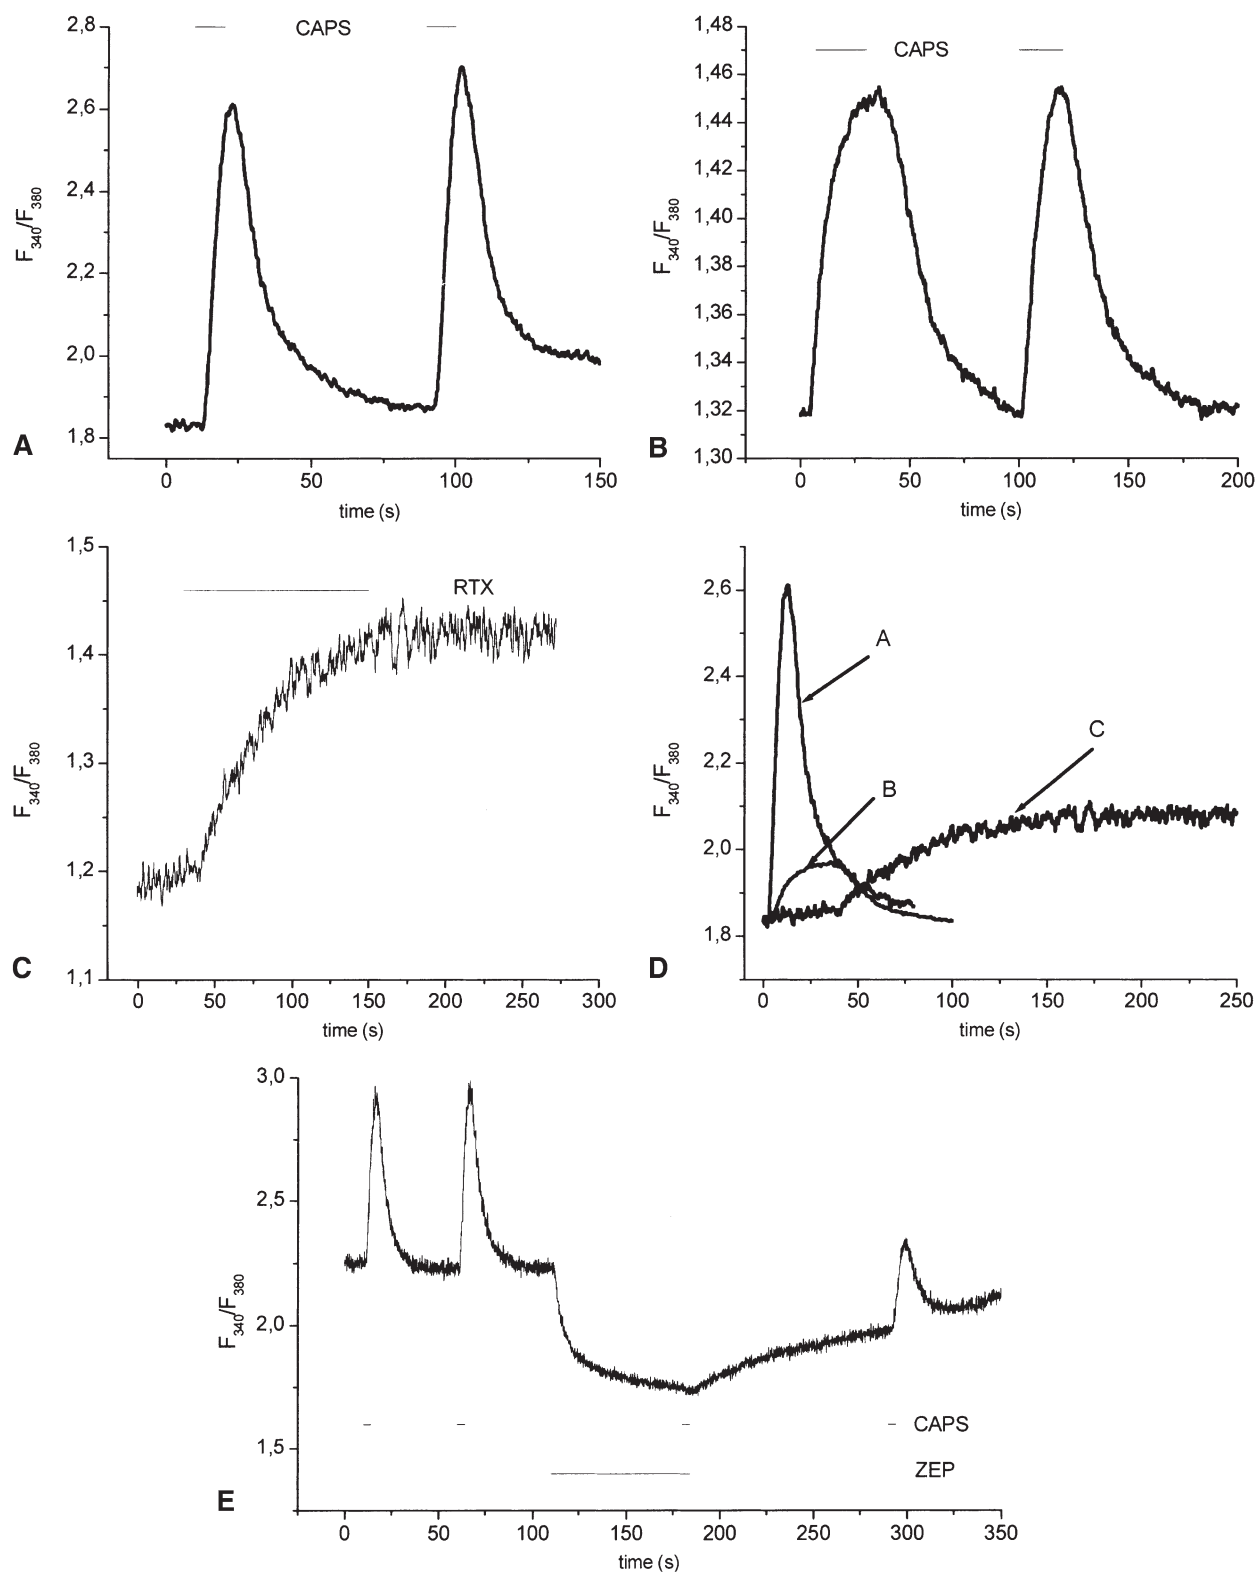 2,8
CAPS
2,6
2,4
2,2
2,0
1,8
F340/F380
0 50 100 150
time (s)
A
1,48
CAPS
1,46
1,44
1,42
1,40
1,38
1,36
1,34
1,32
1,30
F340/F380
0 50 100 150 200
time (s)
B
1,5
RTX
1,4
1,3
1,2
1,1
F340/F380
0 50 100 150 200 250 300
time (s)
C
2,6
A
2,4
C
2,2
B
2,0
1,8
F340/F380
0 50 100 150 200 250
time (s)
D
3,0
2,5
2,0
CAPS
1,5
ZEP
F340/F380
0 50 100 150 200 250 300 350
time (s)
E